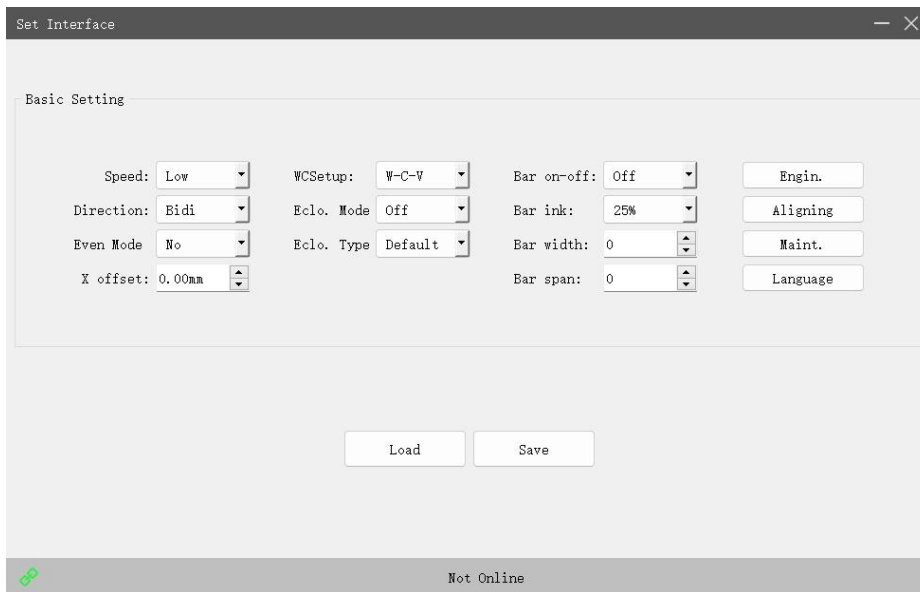 Set Interface
Basic Setting
Speed: Low WCSetup: W-C-V Bar on-off: Off Engin.
Direction: Bidi Eclo. Mode Off Bar ink: 25% Aligning
Even Mode No Eclo. Type Default Bar width: 0 Maint.
X offset: 0.00mm Bar span: 0 Language
Load Save
Not Online